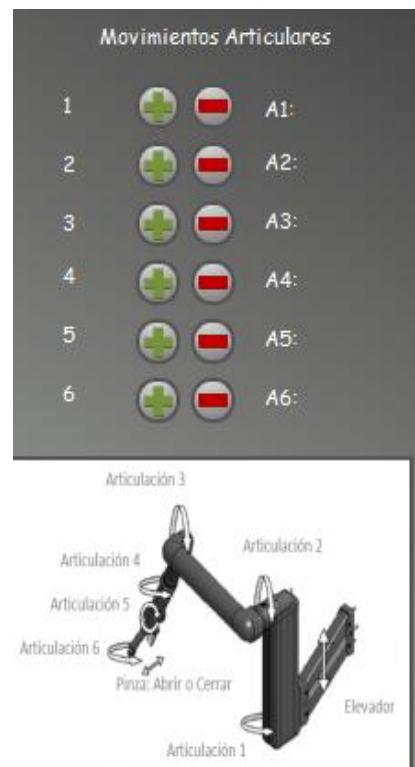 Movimientos Articulares
1 A1:
2 A2:
3 A3:
4 A4:
5 A5:
6 A6:
Articulación 3
Articulación 2
Articulación 4
Articulación 5
Articulación 6
Pinza: Abrir o Cerrar
Elevador
Articulación 1